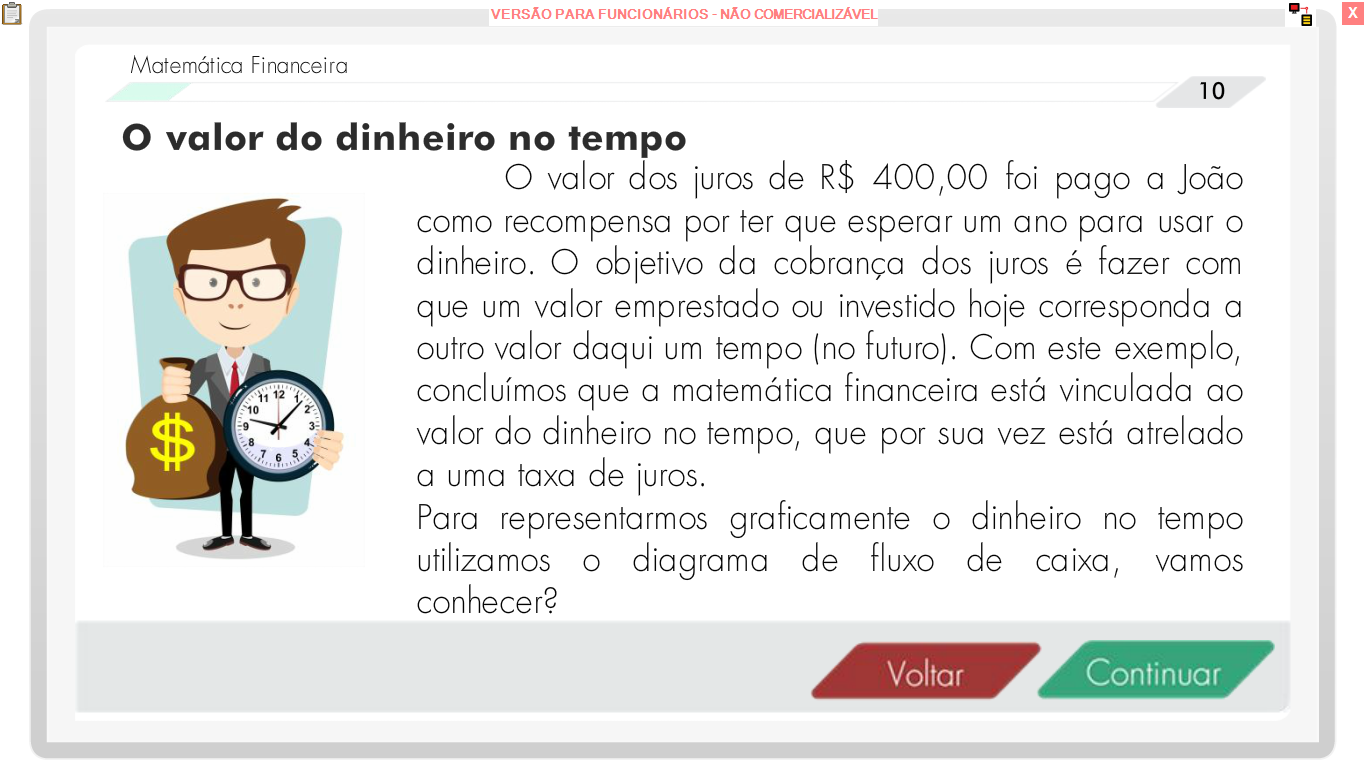 VERSÃO PARA FUNCIONÁRIOS - NÃO COMERCIALIZÁVEL
X
Matemática Financeira
10
O valor do dinheiro no tempo
O valor dos juros de R$ 400,00 foi pago a João
como recompensa por ter que esperar um ano para usar o
dinheiro. O objetivo da cobrança dos juros é fazer com
que um valor emprestado ou investido hoje corresponda a
outro valor daqui um tempo (no futuro). Com este exemplo,
concluímos que a matemática financeira está vinculada ao
valor do dinheiro no tempo, que por sua vez está atrelado
a uma taxa de juros.
Para representarmos graficamente o dinheiro no tempo
utilizamos o diagrama de fluxo de caixa, vamos
conhecer?
$
12
1
2
3
4
5
6
7
8
9
10
11
Voltar
Continuar